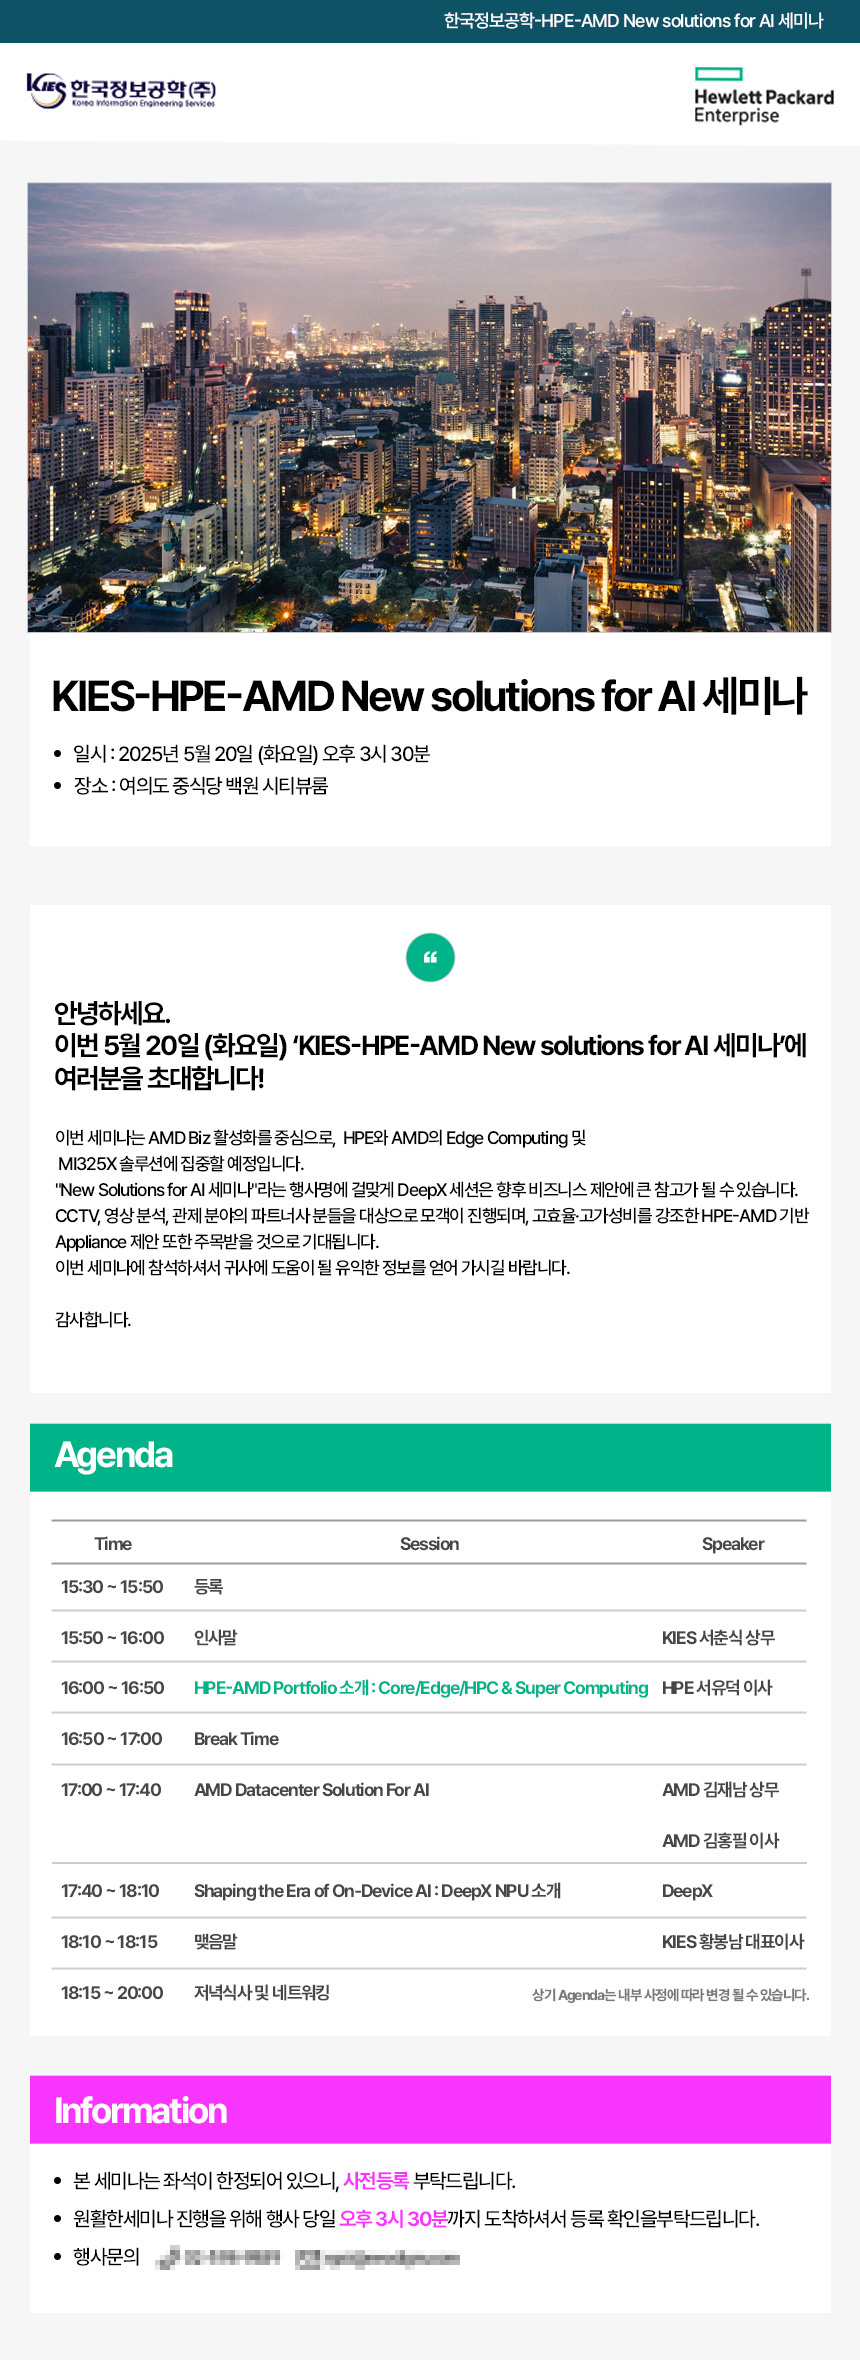 한국정보공학-HPE-AMD New solutions for AI 세미나
KIES 한국정보공학(주)
Korea Information Engineering Services
Hewlett Packard
Enterprise
KIES-HPE-AMD New solutions for AI 세미나
• 일시 : 2025년 5월 20일 (화요일) 오후 3시 30분
• 장소 : 여의도 중식당 백원 시티뷰룸
“
안녕하세요.
이번 5월 20일 (화요일) ‘KIES-HPE-AMD New solutions for AI 세미나’에
여러분을 초대합니다!
이번 세미나는 AMD Biz 활성화를 중심으로, HPE와 AMD의 Edge Computing 및
MI325X 솔루션에 집중할 예정입니다.
"New Solutions for AI 세미나"라는 행사명에 걸맞게 DeepX 세션은 향후 비즈니스 제안에 큰 참고가 될 수 있습니다.
CCTV, 영상 분석, 관제 분야의 파트너사 분들을 대상으로 모객이 진행되며, 고효율·고가성비를 강조한 HPE-AMD 기반
Appliance 제안 또한 주목받을 것으로 기대됩니다.
이번 세미나에 참석하셔서 귀사에 도움이 될 유익한 정보를 얻어 가시길 바랍니다.
감사합니다.
Agenda
Time Session Speaker
15:30 ~ 15:50 등록
15:50 ~ 16:00 인사말 KIES 서춘식 상무
16:00 ~ 16:50 HPE-AMD Portfolio 소개 : Core/Edge/HPC & Super Computing HPE 서유덕 이사
16:50 ~ 17:00 Break Time
17:00 ~ 17:40 AMD Datacenter Solution For AI AMD 김재남 상무
AMD 김홍필 이사
17:40 ~ 18:10 Shaping the Era of On-Device AI : DeepX NPU 소개 DeepX
18:10 ~ 18:15 맺음말 KIES 황봉남 대표이사
18:15 ~ 20:00 저녁식사 및 네트워킹 상기 Agenda는 내부 사정에 따라 변경 될 수 있습니다.
Information
• 본 세미나는 좌석이 한정되어 있으니, 사전등록 부탁드립니다.
• 원활한세미나 진행을 위해 행사 당일 오후 3시 30분까지 도착하셔서 등록 확인을부탁드립니다.
• 행사문의